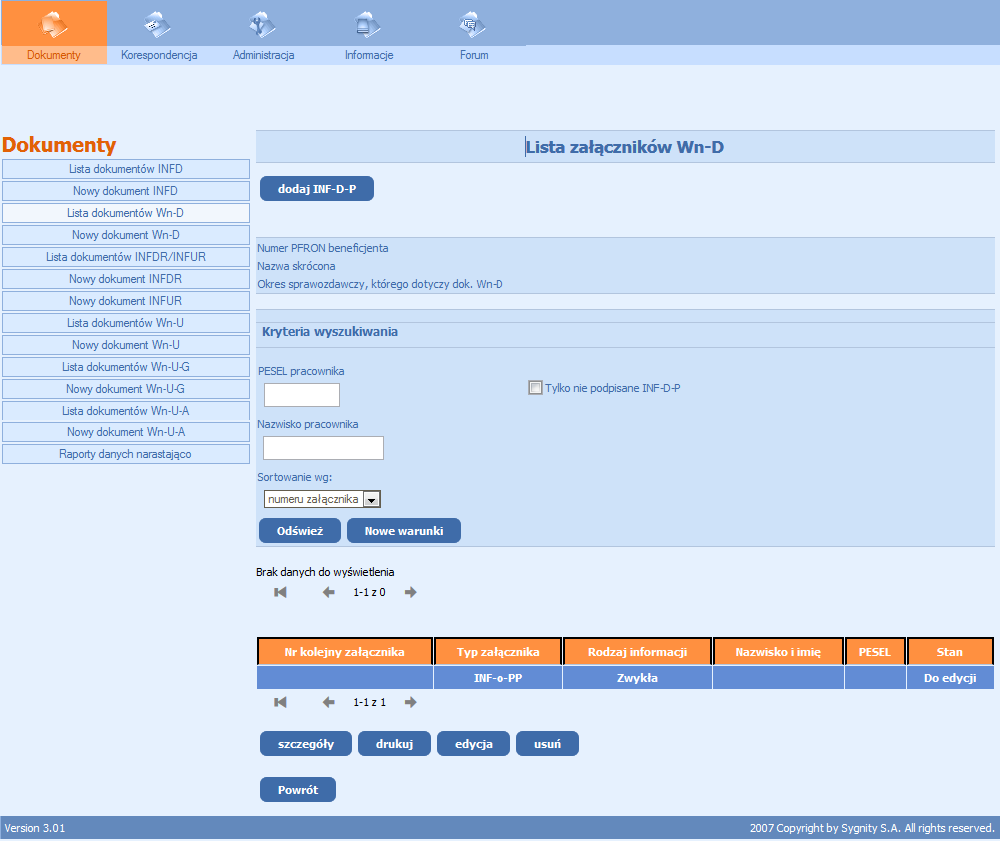 Dokumenty
Korespondencja
Administracja
Informacje
Forum
Dokumenty
Lista dokumentów INFD
Nowy dokument INFD
Lista dokumentów Wn-D
Nowy dokument Wn-D
Lista dokumentów INFDR/INFUR
Nowy dokument INFDR
Nowy dokument INFUR
Lista dokumentów Wn-U
Nowy dokument Wn-U
Lista dokumentów Wn-U-G
Nowy dokument Wn-U-G
Lista dokumentów Wn-U-A
Nowy dokument Wn-U-A
Raporty danych narastająco
Lista załączników Wn-D
dodaj INF-D-P
Numer PFRON beneficjenta
Nazwa skrócona
Okres sprawozdawczy, którego dotyczy dok. Wn-D
Kryteria wyszukiwania
PESEL pracownika
Tylko nie podpisane INF-D-P
Nazwisko pracownika
Sortowanie wg:
numeru załącznika
Odśwież Nowe warunki
Brak danych do wyświetlenia
1-1 z 0
Nr kolejny załącznika Typ załącznika Rodzaj informacji Nazwisko i imię PESEL Stan
INF-o-PP Zwykła Do edycji
1-1 z 1
szczegóły drukuj edycja usuń
Powrót
Version 3.01 2007 Copyright by Sygnity S.A. All rights reserved.